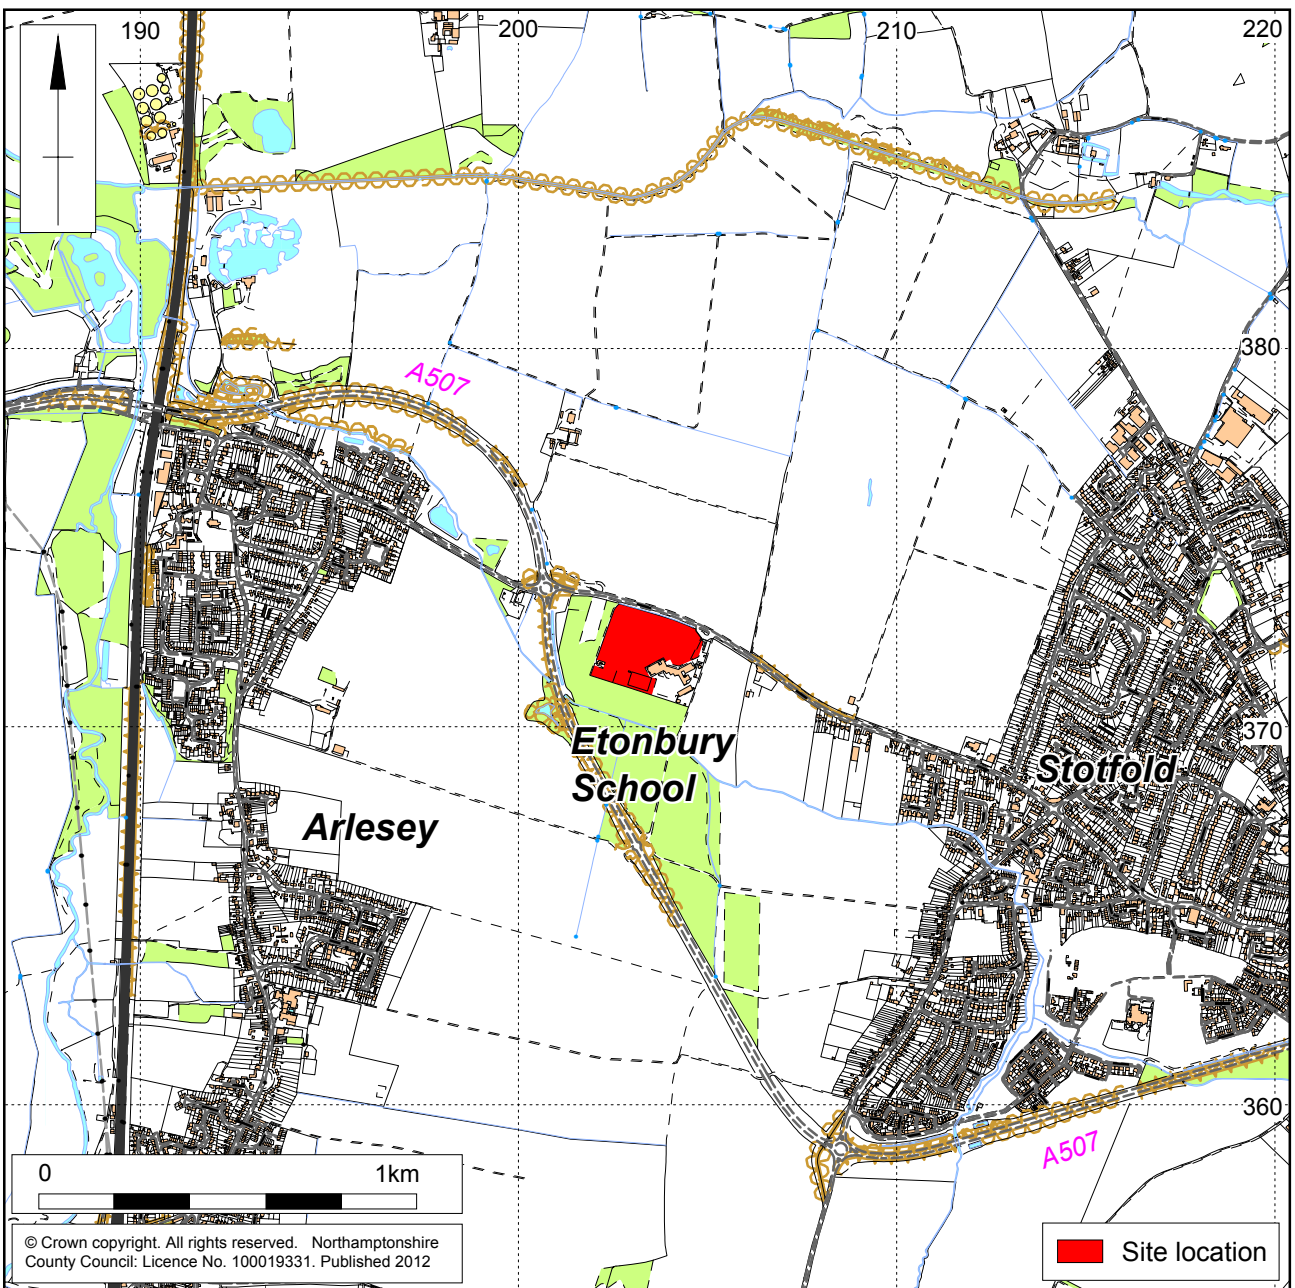 190
200
210
220
380
A507
370
Etonbury
School
Stotfold
Arlesey
360
A507
0 1km
© Crown copyright. All rights reserved. Northamptonshire
County Council: Licence No. 100019331. Published 2012
Site location